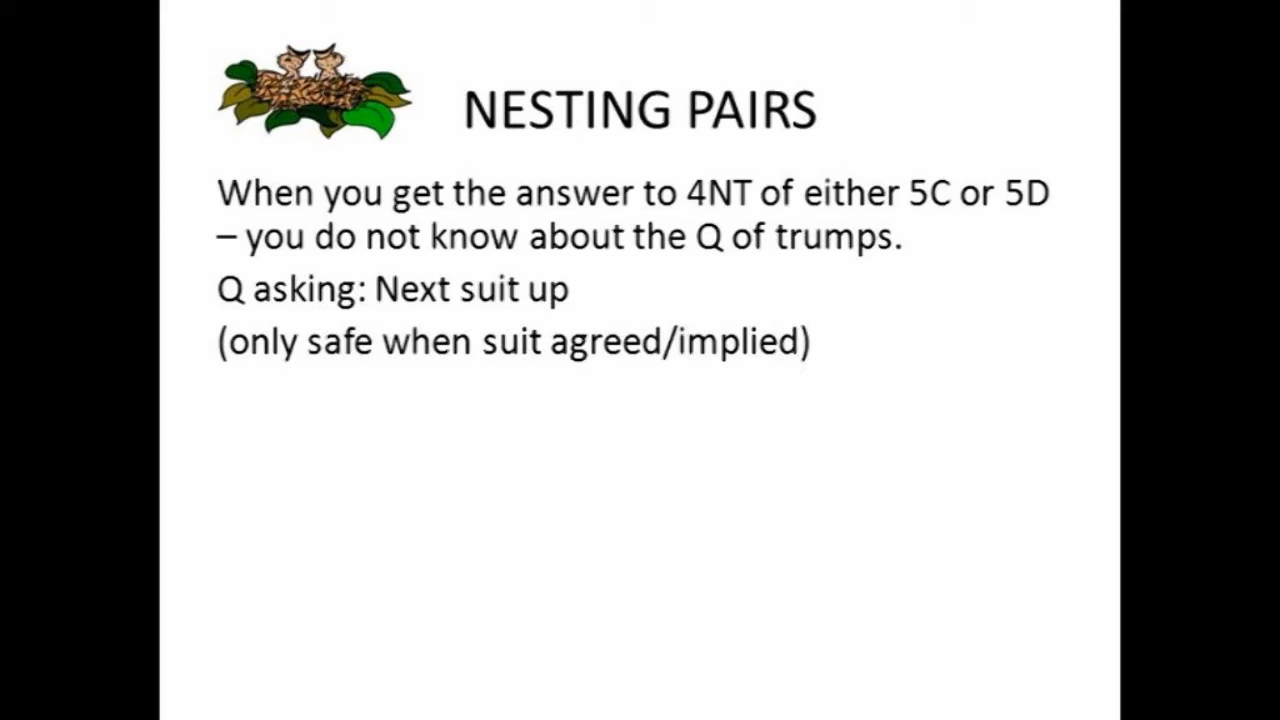 NESTING PAIRS
When you get the answer to 4NT of either 5C or 5D
– you do not know about the Q of trumps.
Q asking: Next suit up
(only safe when suit agreed/implied)